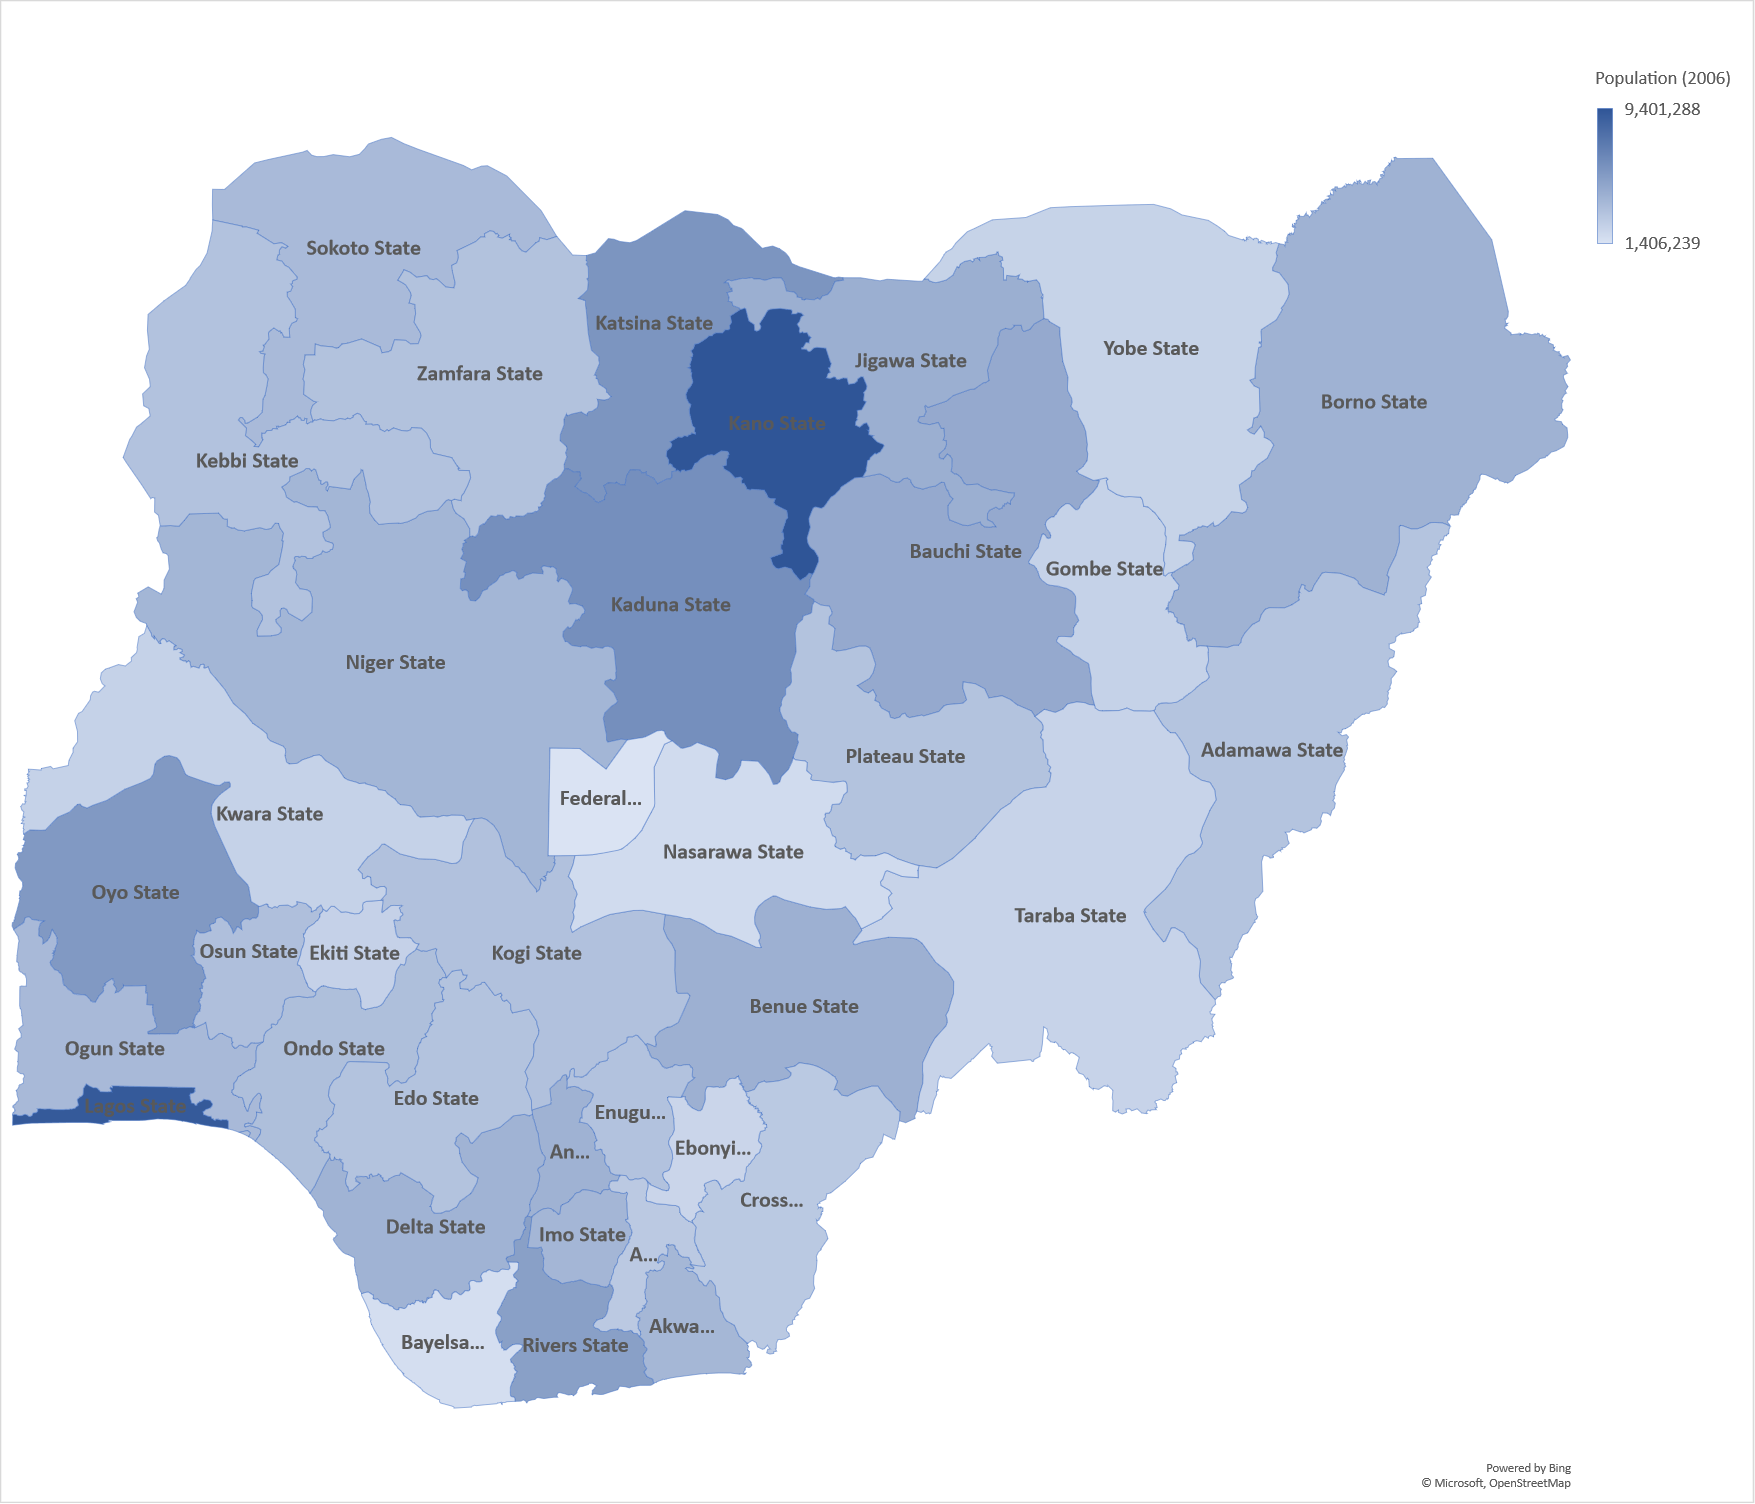 Population (2006)
9,401,288
1,406,239
Sokoto State
Katsina State
Yobe State
Jigawa State
Zamfara State
Borno State
Kano State
Kebbi State
Bauchi State
Gombe State
Kaduna State
Niger State
Adamawa State
Plateau State
Federal...
Kwara State
Nasarawa State
Oyo State
Taraba State
Osun State
Ekiti State
Kogi State
Benue State
Ogun State
Ondo State
Edo State
Lagos State
Enugu...
Ebonyi...
An...
Cross...
Delta State
Imo State
A...
Akwa...
Bayelsa...
Rivers State
Powered by Bing
© Microsoft, OpenStreetMap